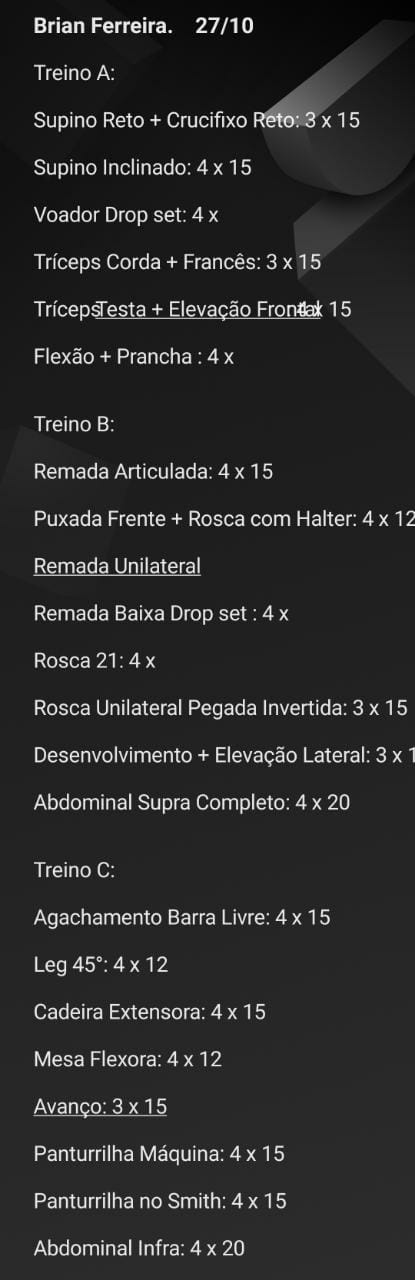 Brian Ferreira. 27/10
Treino A:
Supino Reto + Crucifixo Reto: 3 x 15
Supino Inclinado: 4 x 15
Voador Drop set: 4 x
Tríceps Corda + Francês: 3 x 15
TrícepsTesta + Elevação Frontal: 4 x 15
Flexão + Prancha : 4 x
Treino B:
Remada Articulada: 4 x 15
Puxada Frente + Rosca com Halter: 4 x 12
Remada Unilateral
Remada Baixa Drop set : 4 x
Rosca 21: 4 x
Rosca Unilateral Pegada Invertida: 3 x 15
Desenvolvimento + Elevação Lateral: 3 x 1
Abdominal Supra Completo: 4 x 20
Treino C:
Agachamento Barra Livre: 4 x 15
Leg 45°: 4 x 12
Cadeira Extensora: 4 x 15
Mesa Flexora: 4 x 12
Avanço: 3 x 15
Panturrilha Máquina: 4 x 15
Panturrilha no Smith: 4 x 15
Abdominal Infra: 4 x 20